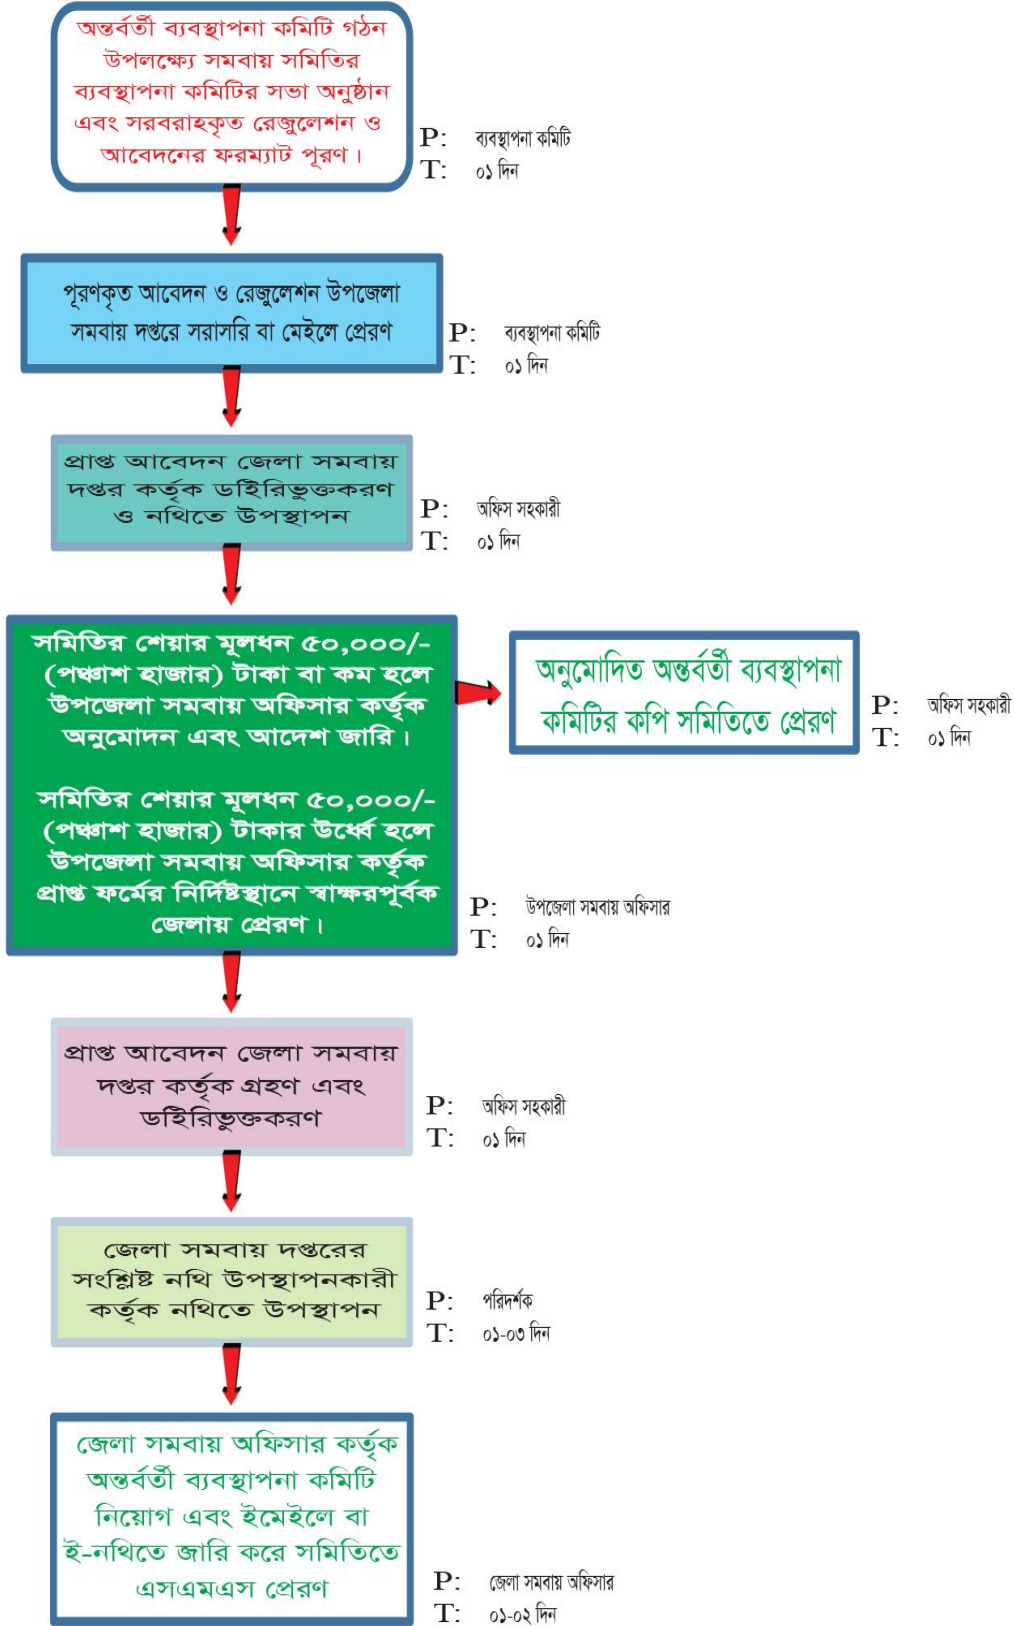 অন্তর্বর্তী ব্যবস্থাপনা কমিটি গঠন
উপলক্ষ্যে সমবায় সমিতির
ব্যবস্থাপনা কমিটির সভা অনুষ্ঠান
এবং সরবরাহকৃত রেজুলেশন ও
আবেদনের ফরম্যাট পূরণ।
P: ব্যবস্থাপনা কমিটি
T: ০১ দিন
পূরণকৃত আবেদন ও রেজুলেশন উপজেলা
সমবায় দপ্তরে সরাসরি বা মেইলে প্রেরণ
P: ব্যবস্থাপনা কমিটি
T: ০১ দিন
প্রাপ্ত আবেদন জেলা সমবায়
দপ্তর কর্তৃক ডাইরিভুক্তকরণ
ও নথিতে উপস্থাপন
P: অফিস সহকারী
T: ০১ দিন
সমিতির শেয়ার মূলধন ৫০,০০০/-
(পঞ্চাশ হাজার) টাকা বা কম হলে
উপজেলা সমবায় অফিসার কর্তৃক
অনুমোদন এবং আদেশ জারি।
সমিতির শেয়ার মূলধন ৫০,০০০/-
(পঞ্চাশ হাজার) টাকার উর্ধ্বে হলে
উপজেলা সমবায় অফিসার কর্তৃক
প্রাপ্ত ফর্মের নির্দিষ্টস্থানে স্বাক্ষরপূর্বক
জেলায় প্রেরণ।
P: উপজেলা সমবায় অফিসার
T: ০১ দিন
অনুমোদিত অন্তর্বর্তী ব্যবস্থাপনা
কমিটির কপি সমিতিতে প্রেরণ
P: অফিস সহকারী
T: ০১ দিন
প্রাপ্ত আবেদন জেলা সমবায়
দপ্তর কর্তৃক গ্রহণ এবং
ডাইরিভুক্তকরণ
P: অফিস সহকারী
T: ০১ দিন
জেলা সমবায় দপ্তরের
সংশ্লিষ্ট নথি উপস্থাপনকারী
কর্তৃক নথিতে উপস্থাপন
P: পরিদর্শক
T: ০১-০৩ দিন
জেলা সমবায় অফিসার কর্তৃক
অন্তর্বর্তী ব্যবস্থাপনা কমিটি
নিয়োগ এবং ইমেইলে বা
ই-নথিতে জারি করে সমিতিতে
এসএমএস প্রেরণ
P: জেলা সমবায় অফিসার
T: ০১-০২ দিন